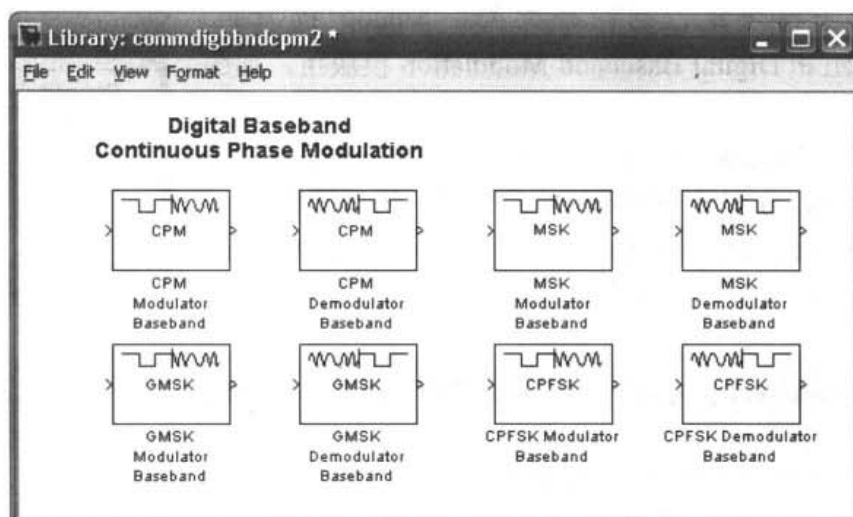 Library: commdigbbndcpm2 *
File Edit View Format Help
Digital Baseband
Continuous Phase Modulation
CPM
CPM
Modulator
Baseband
CPM
CPM
Demodulator
Baseband
MSK
MSK
Modulator
Baseband
MSK
MSK
Demodulator
Baseband
GMSK
GMSK
Modulator
Baseband
GMSK
GMSK
Demodulator
Baseband
CPFSK
CPFSK Modulator
Baseband
CPFSK
CPFSK Demodulator
Baseband